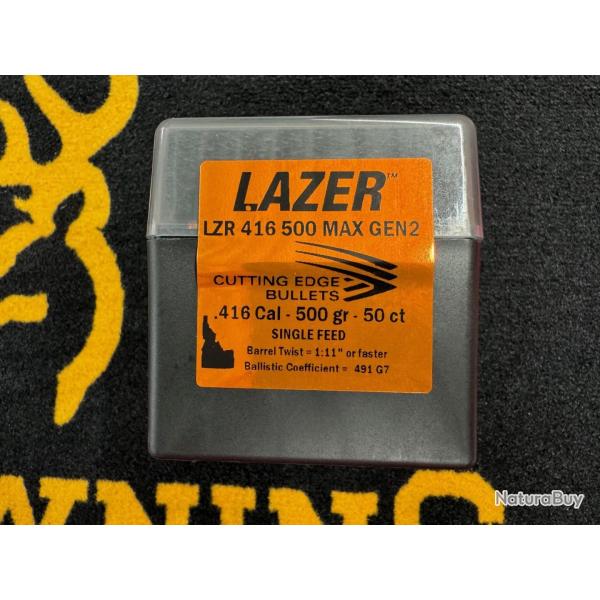 LAZER™
LZR 416 500 MAX GEN2
CUTTING EDGE
BULLETS
.416 Cal - 500 gr - 50 ct
SINGLE FEED
Barrel Twist = 1:11" or faster
Ballistic Coefficient = .491 G7
WNING
NaturaBuy